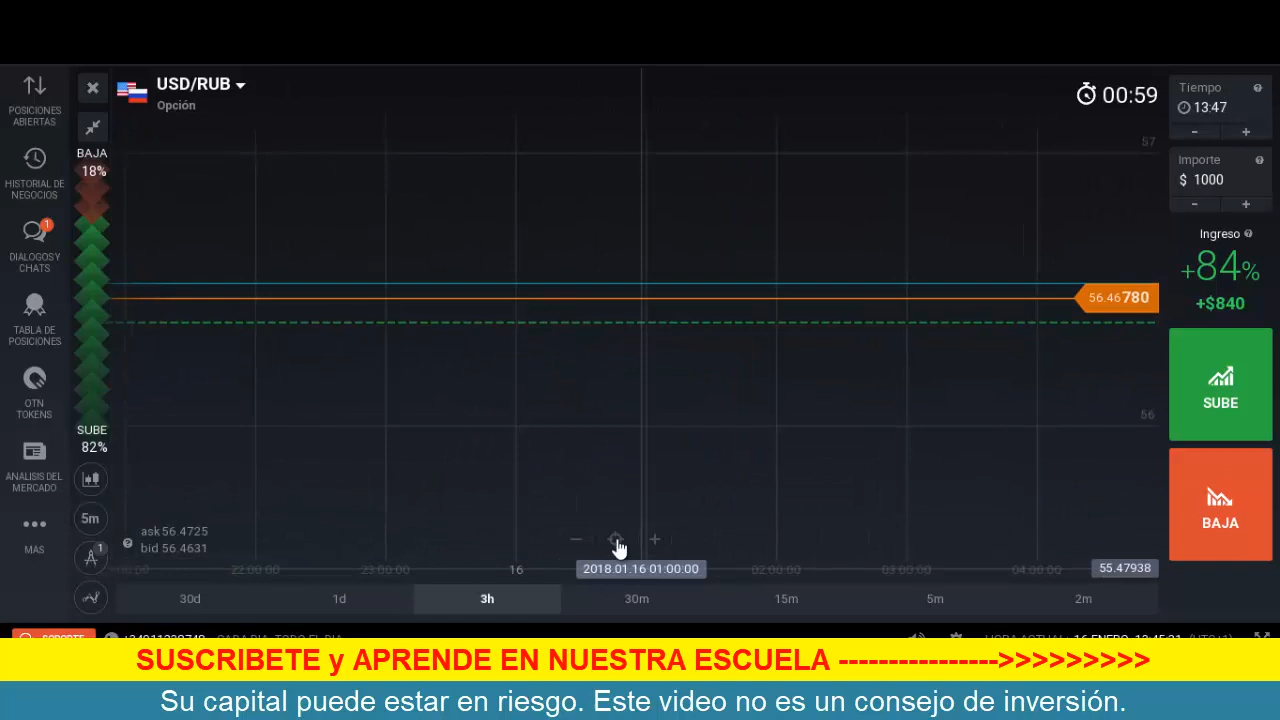 USD/RUB
Opción
00:59
Tiempo
13:47
- +
Importe
$ 1000
- +
Ingreso
+84%
+$840
SUBE
BAJA
POSICIONES
ABIERTAS
HISTORIAL DE
NEGOCIOS
1
DIALOGOS Y
CHATS
TABLA DE
POSICIONES
OTN
TOKENS
ANÁLISIS DEL
MERCADO
MAS
BAJA
18%
SUBE
82%
5m
1
57
56.46780
56
ask 56.4725
bid 56.4631
22:00:00 23:00:00 16 2018.01.16 01:00:00 02:00:00 03:00:00 04:00:00 55.47938
30d 1d 3h 30m 15m 5m 2m
SUSCRIBETE y APRENDE EN NUESTRA ESCUELA ---------------->>>>>>>>>
Su capital puede estar en riesgo. Este video no es un consejo de inversión.